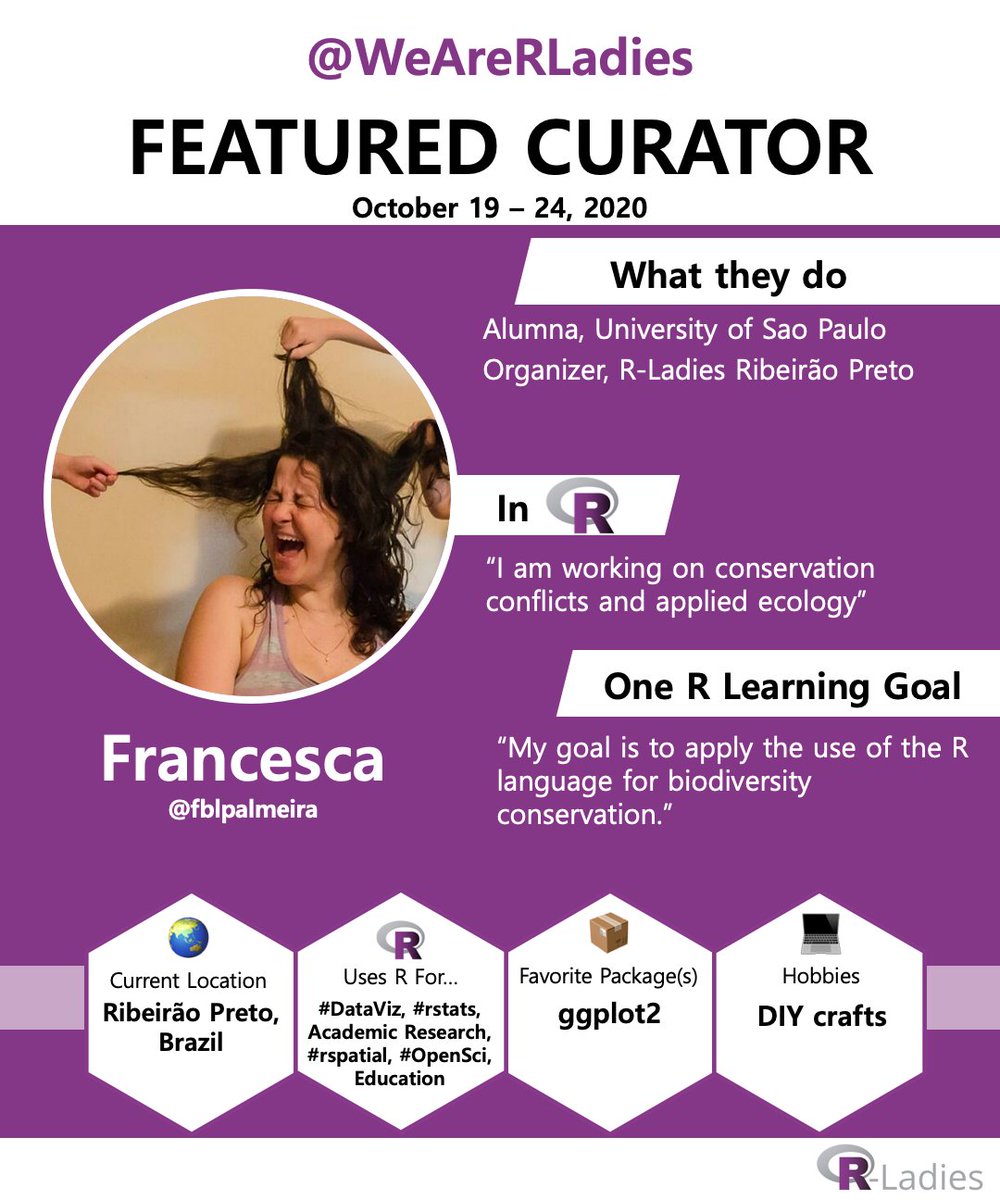 @WeAreRLadies
FEATURED CURATOR
October 19 – 24, 2020
What they do
Alumna, University of Sao Paulo
Organizer, R-Ladies Ribeirão Preto
In R
“I am working on conservation
conflicts and applied ecology”
One R Learning Goal
“My goal is to apply the use of the R
language for biodiversity
conservation.”
Francesca
@fblpalmeira
Current Location
Ribeirão Preto,
Brazil
R
Uses R For...
#DataViz, #rstats,
Academic Research,
#rspatial, #OpenSci,
Education
Favorite Package(s)
ggplot2
Hobbies
DIY crafts
R-Ladies